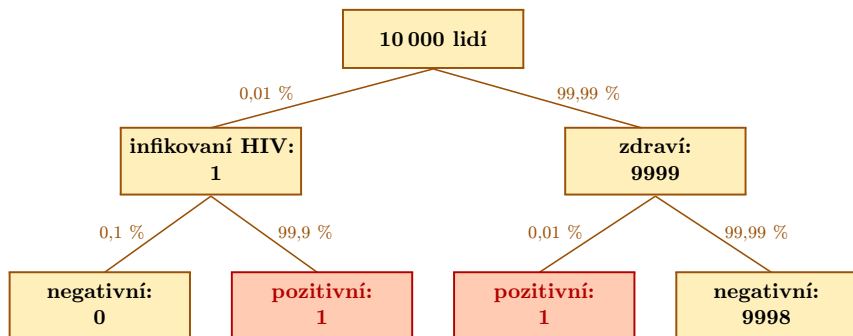 10 000 lidí
0,01 %
99,99 %
infikovaní HIV:
1
zdraví:
9999
0,1 %
99,9 %
0,01 %
99,99 %
negativní:
0
pozitivní:
1
pozitivní:
1
negativní:
9998